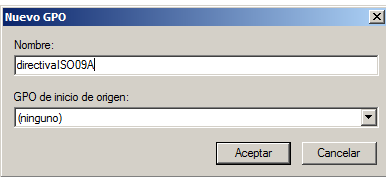 Nuevo GPO
Nombre:
directivaISO09A
GPO de inicio de origen:
(ninguno)
Aceptar Cancelar